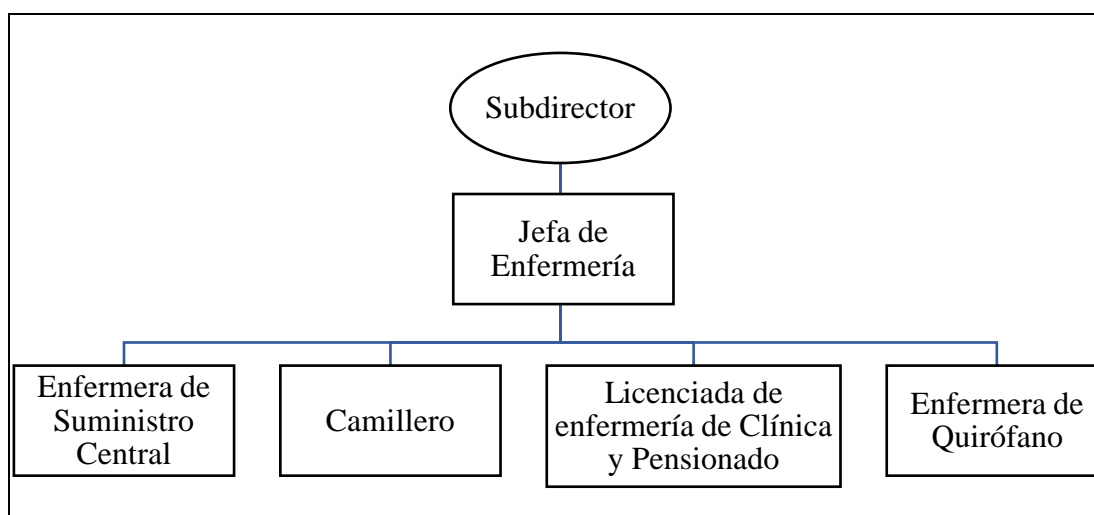 Subdirector
Jefa de
Enfermería
Enfermera de
Suministro
Central
Camillero
Licenciada de
enfermería de Clínica
y Pensionado
Enfermera de
Quirófano